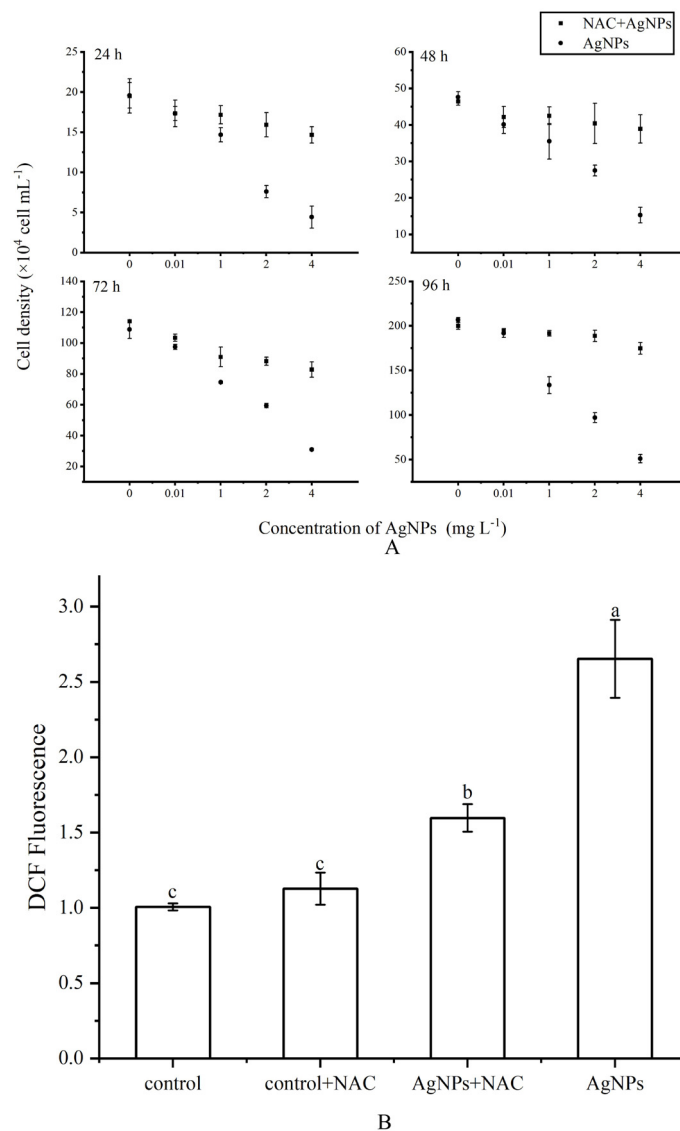 NAC+AgNPs
AgNPs
24 h
48 h
25
20
15
10
5
0
0 0.01 1 2 4
60
50
40
30
20
10
0 0.01 1 2 4
Cell density (×10⁴ cell mL⁻¹)
72 h
96 h
140
120
100
80
60
40
20
0 0.01 1 2 4
250
200
150
100
50
0 0.01 1 2 4
Concentration of AgNPs (mg L⁻¹)
A
3.0
2.5
2.0
1.5
1.0
0.5
0.0
DCF Fluorescence
c
c
b
a
control control+NAC AgNPs+NAC AgNPs
B